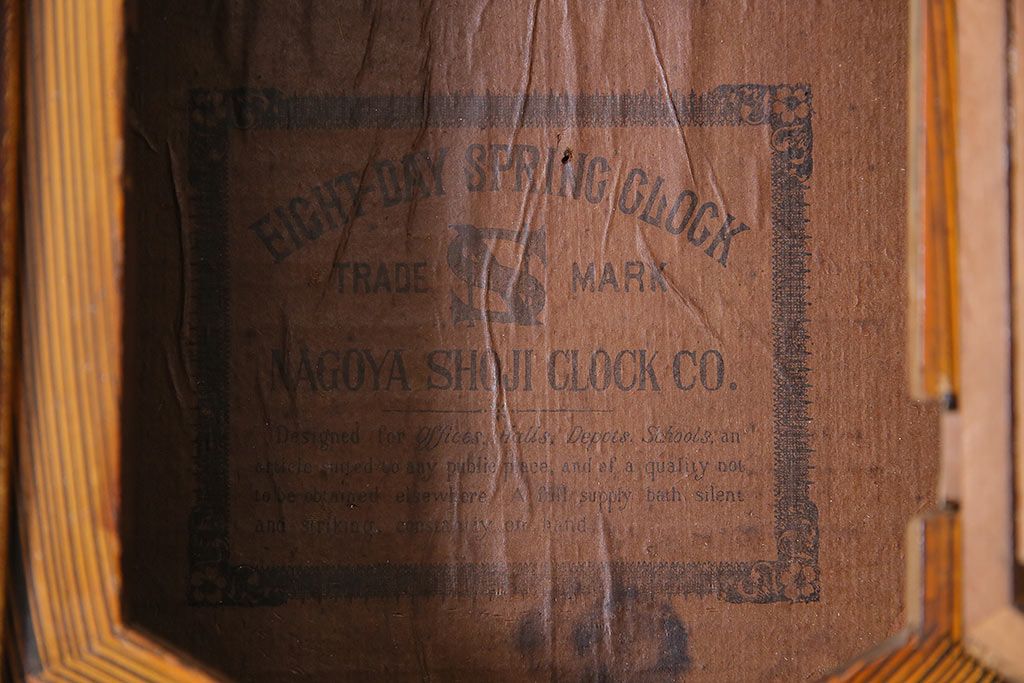 EIGHT-DAY SPRING CLOCK
TRADE S MARK
NAGOYA SHOJI CLOCK CO.
Designed for Offices, Halls, Depots. Schools, an
article suited to any public place, and of a quality not
to be obtained elsewhere. A full supply bath silent
and striking, constantly on hand.